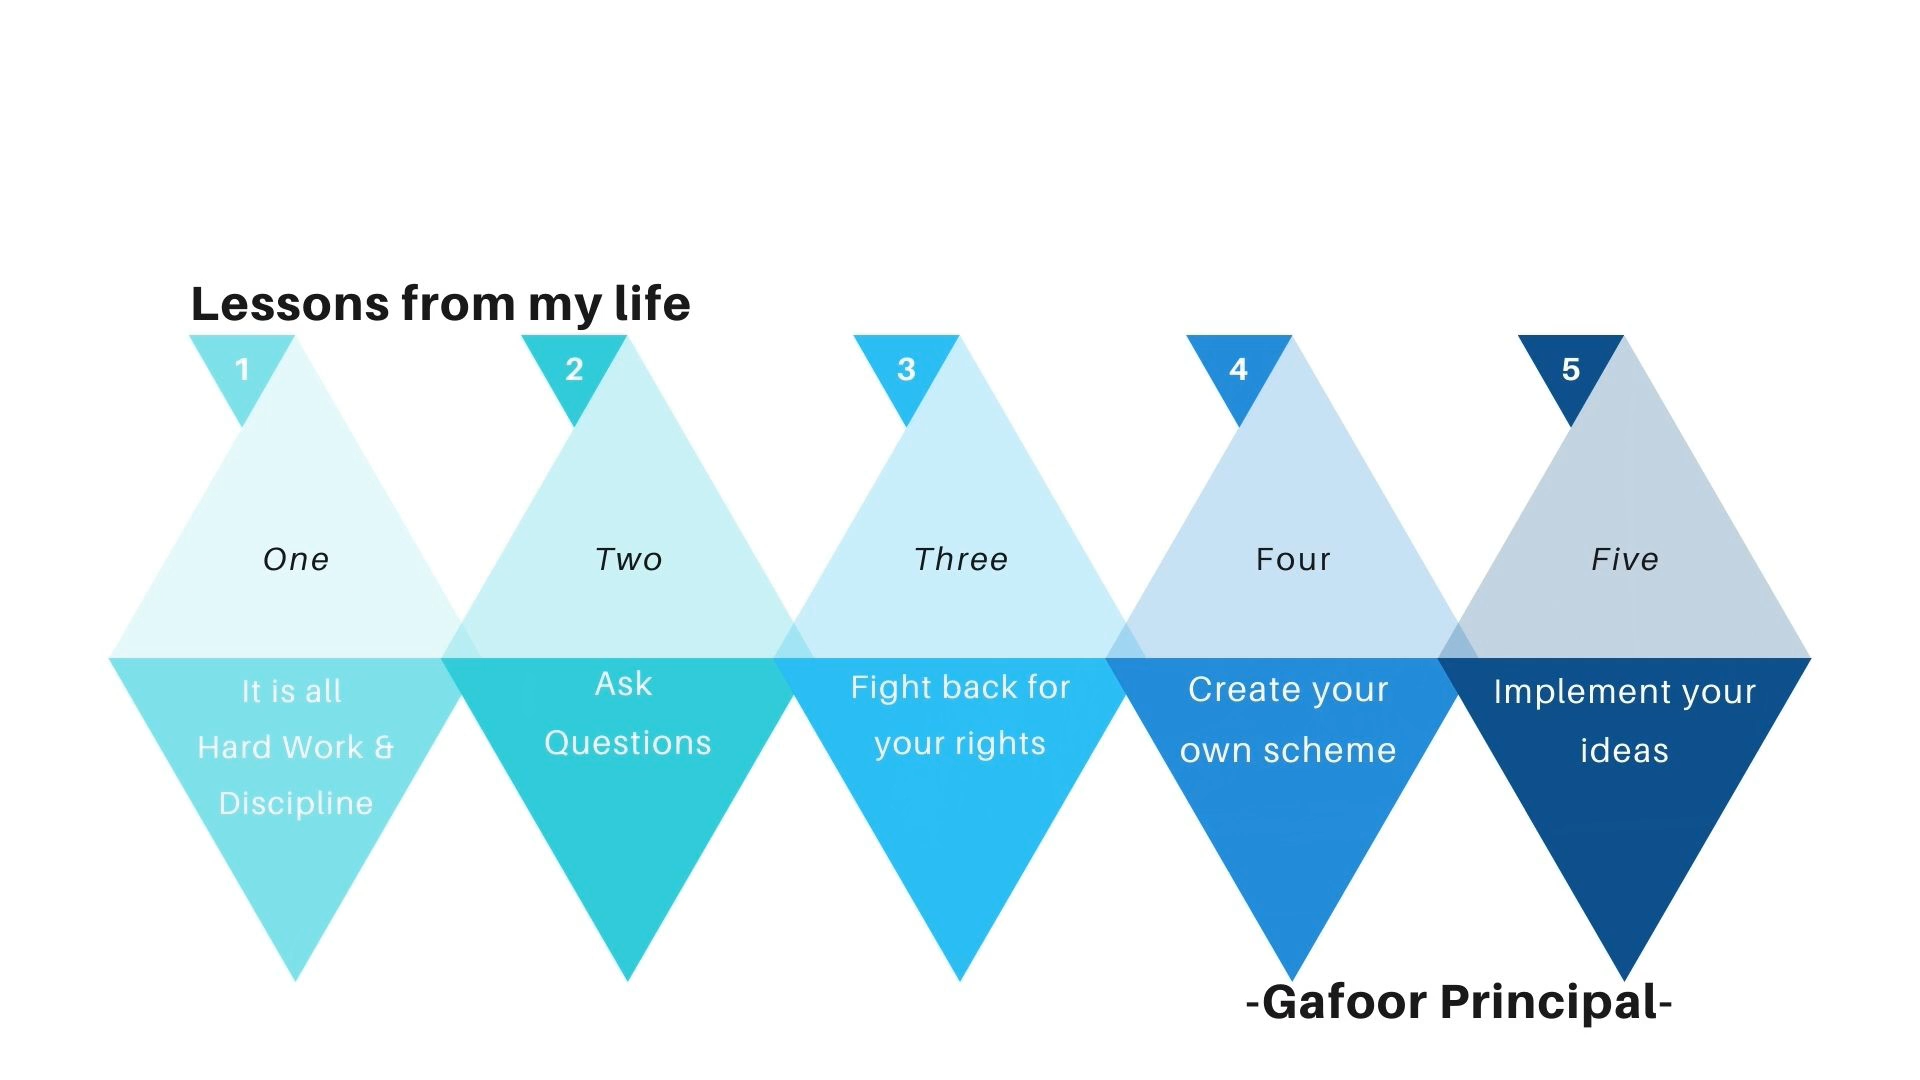 Lessons from my life
1
2
3
4
5
One
Two
Three
Four
Five
It is all
Hard Work &
Discipline
Ask
Questions
Fight back for
your rights
Create your
own scheme
Implement your
ideas
-Gafoor Principal-